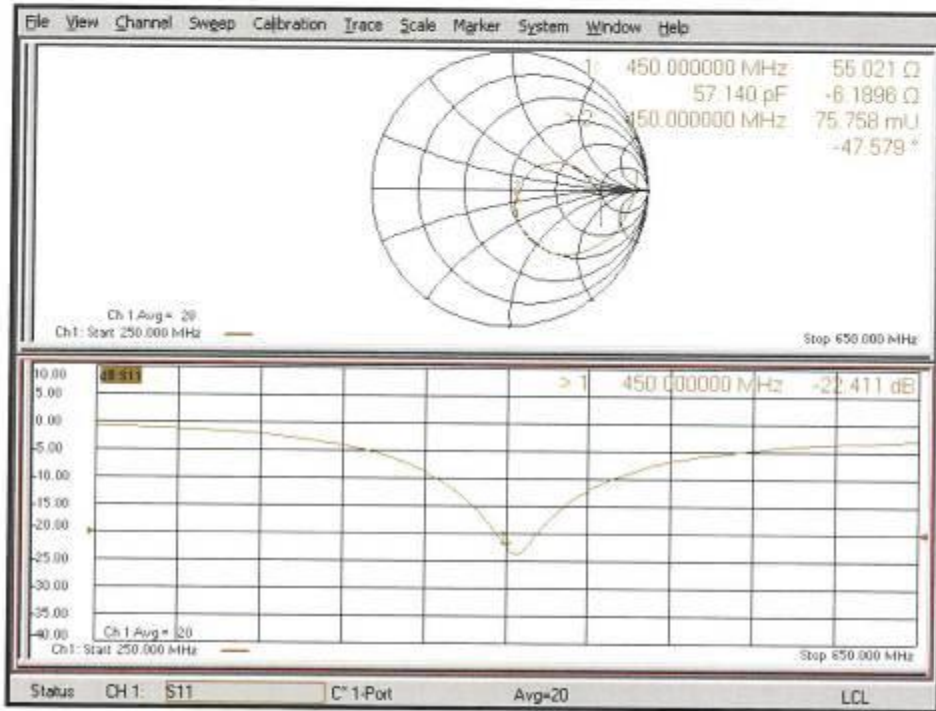 File View Channel Sweep Calibration Trace Scale Marker System Window Help
1: 450.000000 MHz 55.021 Ω
57.140 pF -6.1896 Ω
>2 450.000000 MHz 75.758 mU
-47.579 °
Ch 1 Avg = 20
Ch1: Start 250.000 MHz
Stop 650.000 MHz
10.00
> 1 450.000000 MHz -22.411 dB
5.00
0.00
-5.00
-10.00
-15.00
-20.00
-25.00
-30.00
-35.00
-40.00
Ch 1 Avg = 20
Ch1: Start 250.000 MHz
Stop 650.000 MHz
Status CH 1: S11 C* 1-Port Avg=20 LCL